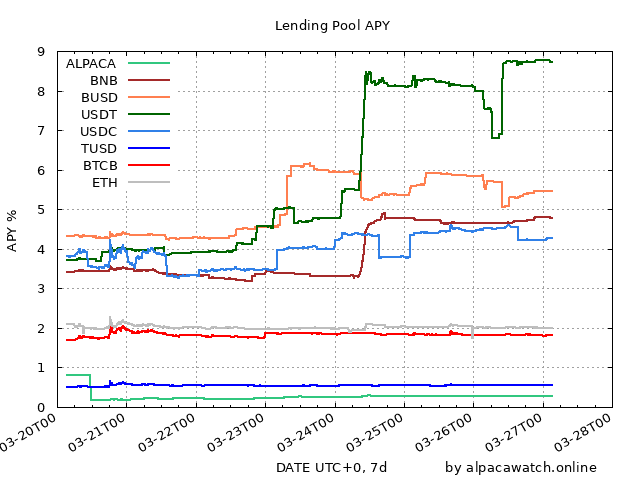 Lending Pool APY
9
8
7
6
5
4
3
2
1
0
APY %
ALPACA
BNB
BUSD
USDT
USDC
TUSD
BTCB
ETH
03-20T00
03-21T00
03-22T00
03-23T00
03-24T00
03-25T00
03-26T00
03-27T00
03-28T00
DATE UTC+0, 7d
by alpacawatch.online